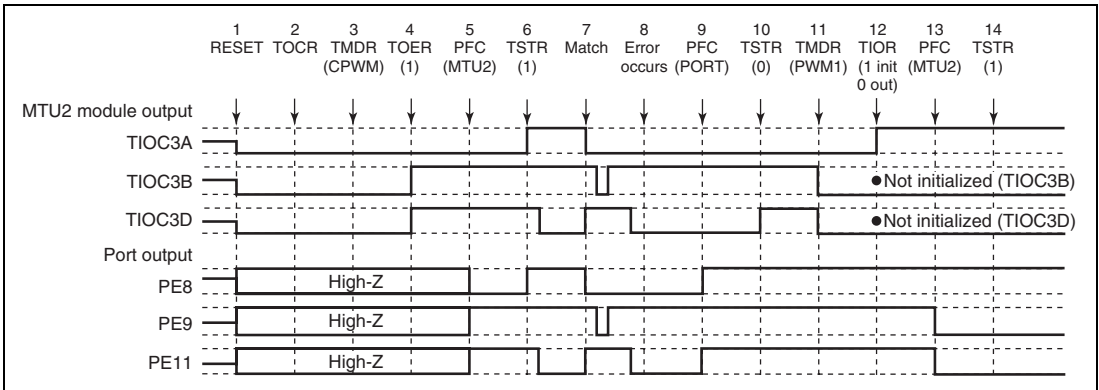 1 2 3 4 5 6 7 8 9 10 11 12 13 14
RESET TOCR TMDR TOER PFC TSTR Match Error PFC TSTR TMDR TIOR PFC TSTR
(CPWM) (1) (MTU2) (1) occurs (PORT) (0) (PWM1) (1 init (MTU2) (1)
0 out)
MTU2 module output
TIOC3A
TIOC3B
Not initialized (TIOC3B)
TIOC3D
Not initialized (TIOC3D)
Port output
PE8
High-Z
PE9
High-Z
PE11
High-Z